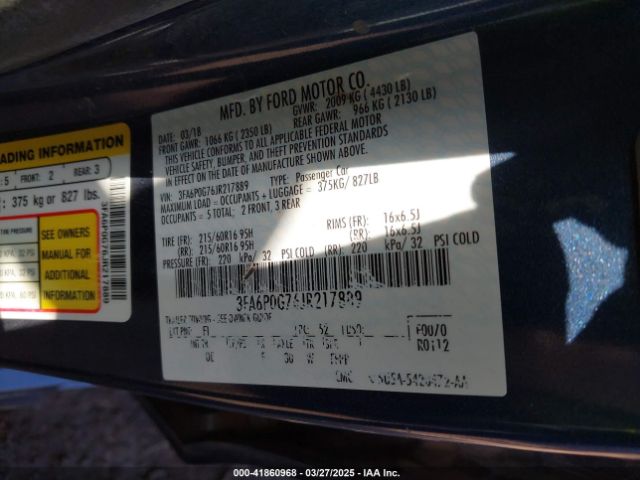 MFD. BY FORD MOTOR CO.
03/18 GVWR: 2009 KG ( 4430 LB)
FRONT GAWR: 1066 KG ( 2350 LB) REAR GAWR: 966 KG ( 2130 LB)
THIS VEHICLE CONFORMS TO ALL APPLICABLE FEDERAL MOTOR
VEHICLE SAFETY, BUMPER, AND THEFT PREVENTION STANDARDS
IN EFFECT ON THE DATE OF MANUFACTURE SHOWN ABOVE.
VIN: 3FA6P0G76JR217889 TYPE: Passenger Car
MAXIMUM LOAD = OCCUPANTS + LUGGAGE = 375KG/ 827LB
OCCUPANTS = 5 TOTAL; 2 FRONT, 3 REAR
TIRE (FR): 215/60R16 95H RIMS (FR): 16x6.5J
(RR): 215/60R16 95H (RR): 16x6.5J
PRESSURE (FR): 220 kPa/ 32 PSI COLD (RR): 220 kPa/ 32 PSI COLD
3FA6P0G76JR217889
EXT PNT:
52
R0112
ADING INFORMATION
5 FRONT: 2 REAR: 3
: 375 kg or 827 lbs.
PRESSURE
SEE OWNERS
MANUAL FOR
ADDITIONAL
INFORMATION
3FA6P0G76JR217889
000-41860968 | 03/27/2025 | IAA Inc.